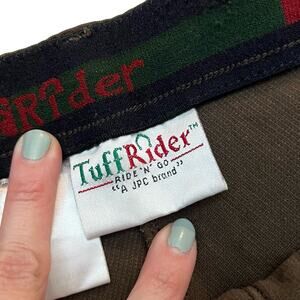 Rider
TuffRider™
RIDE 'N' GO
"A JPC brand"